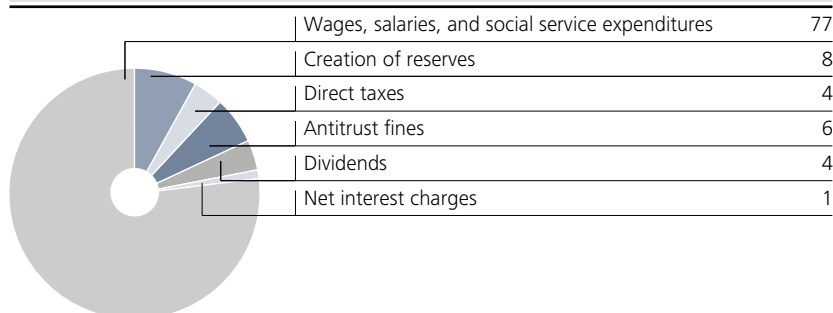 Wages, salaries, and social service expenditures 77
Creation of reserves 8
Direct taxes 4
Antitrust fines 6
Dividends 4
Net interest charges 1